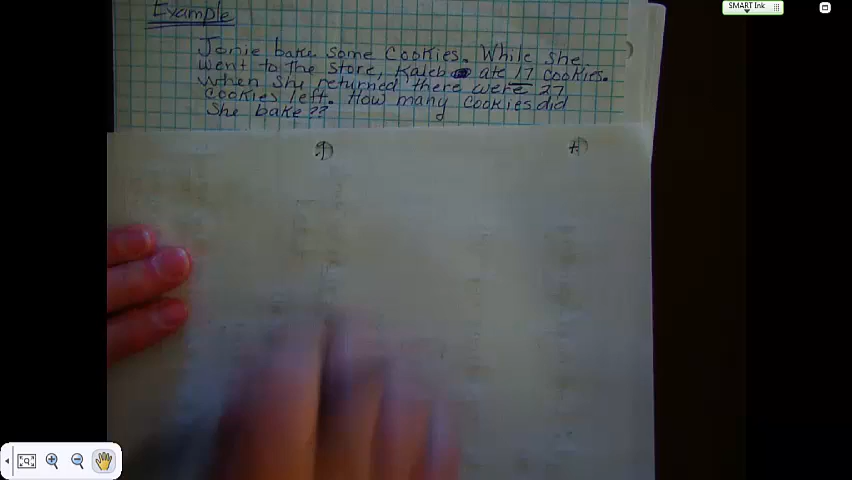 SMART Ink
Example
Jonie bake some cookies. While she
went to the store, Kaleb ate 17 cookies.
When she returned there were 27
cookies left. How many cookies did
she bake??